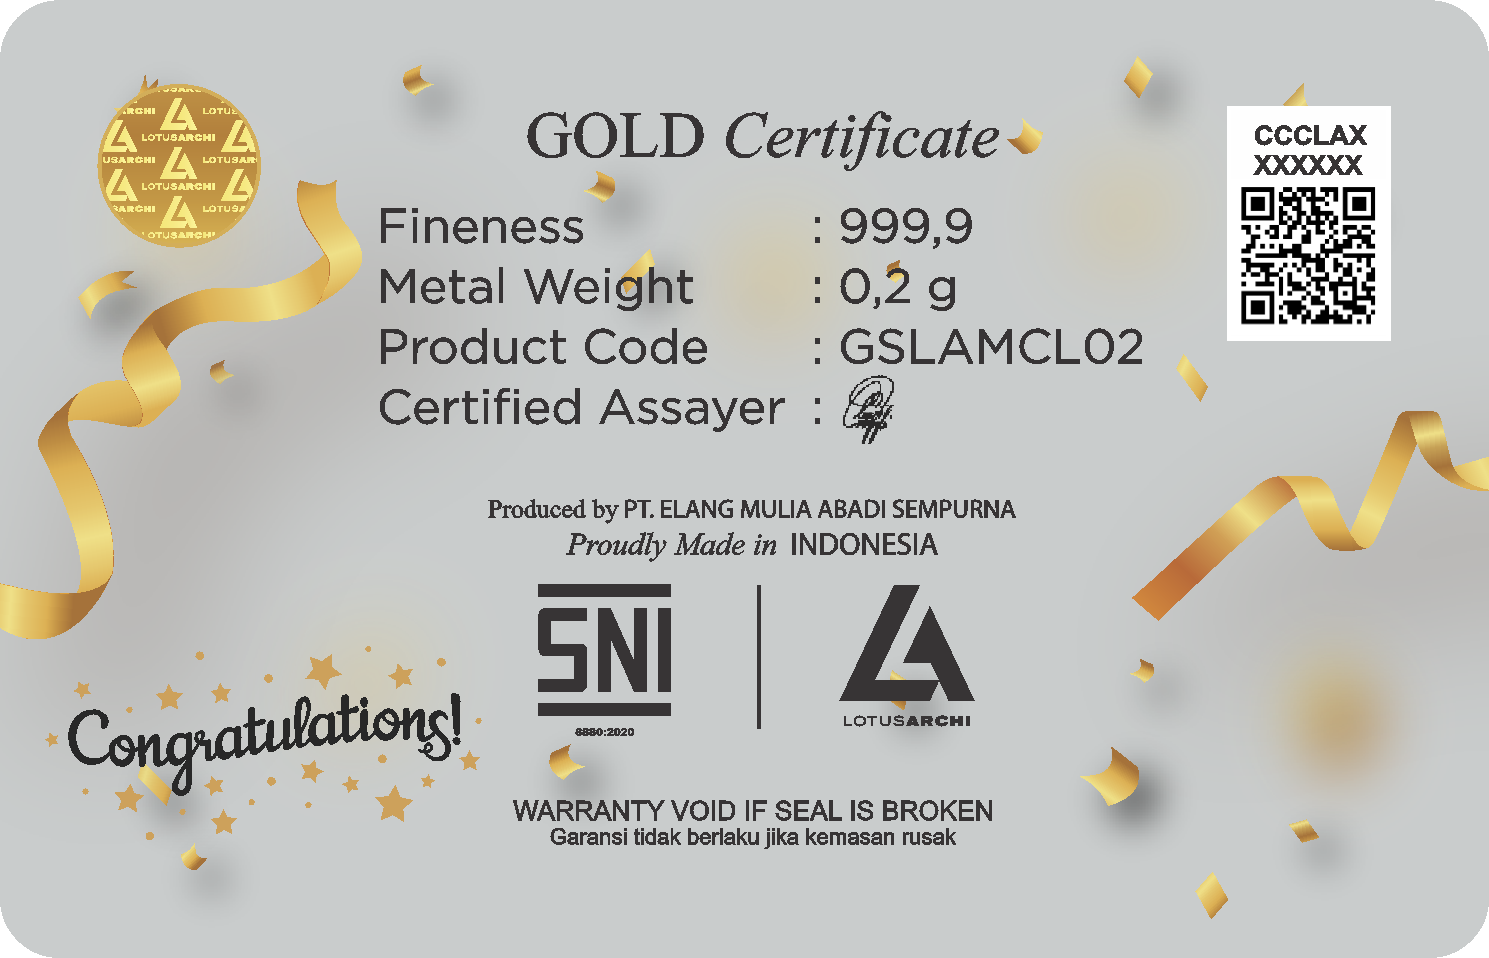 GOLD Certificate
CCCLAX
XXXXXX
LOTUSARCHI
Fineness : 999,9
Metal Weight : 0,2 g
Product Code : GSLAMCL02
Certified Assayer :
Produced by PT. ELANG MULIA ABADI SEMPURNA
Proudly Made in INDONESIA
SNI
8880:2020
LOTUSARCHI
Congratulations!
WARRANTY VOID IF SEAL IS BROKEN
Garansi tidak berlaku jika kemasan rusak